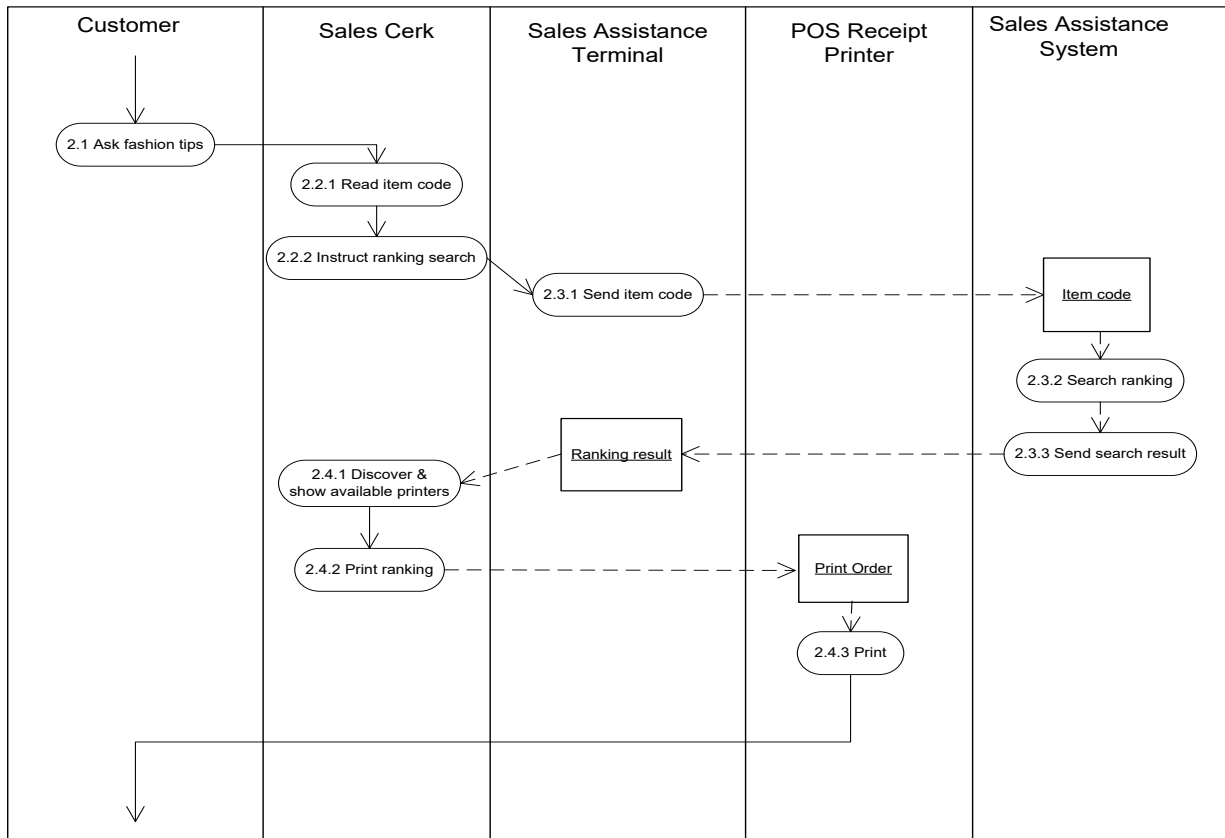 Customer
Sales Cerk
Sales Assistance
Terminal
POS Receipt
Printer
Sales Assistance
System
2.1 Ask fashion tips
2.2.1 Read item code
2.2.2 Instruct ranking search
2.3.1 Send item code
Item code
2.3.2 Search ranking
2.3.3 Send search result
Ranking result
2.4.1 Discover &
show available printers
2.4.2 Print ranking
Print Order
2.4.3 Print